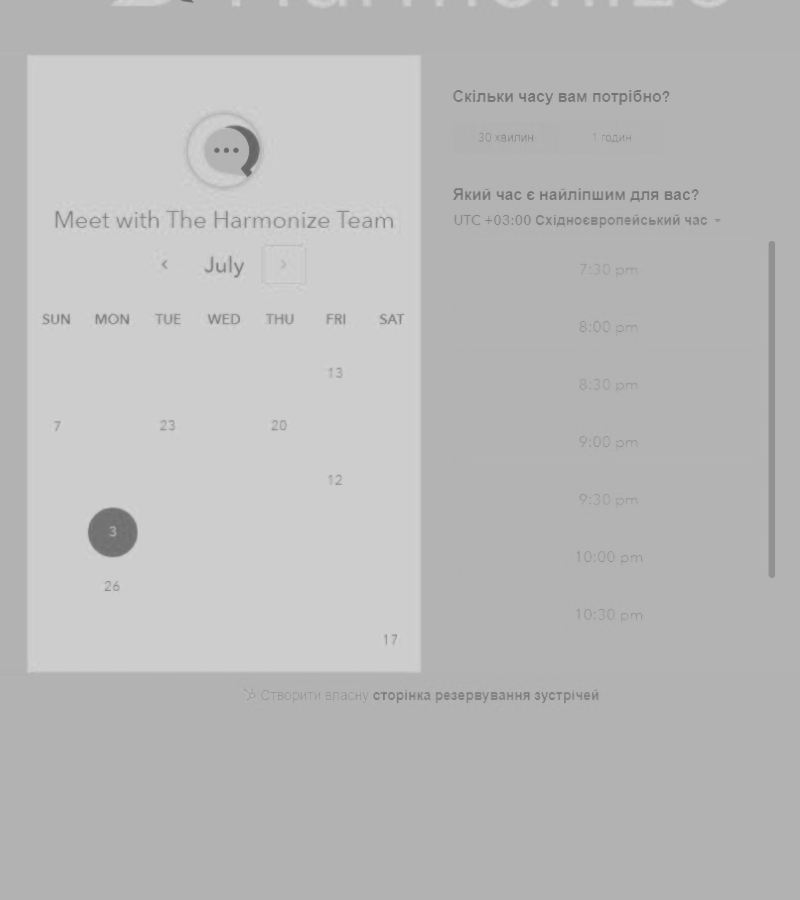 Harmonize
Meet with The Harmonize Team
July
SUN MON TUE WED THU FRI SAT
13
7 23 20
12
3
26
17
Скільки часу вам потрібно?
30 хвилин 1 годин
Який час є найліпшим для вас?
UTC +03:00 Східноєвропейський час
7:30 pm
8:00 pm
8:30 pm
9:00 pm
9:30 pm
10:00 pm
10:30 pm
Створити власну сторінка резервування зустрічей